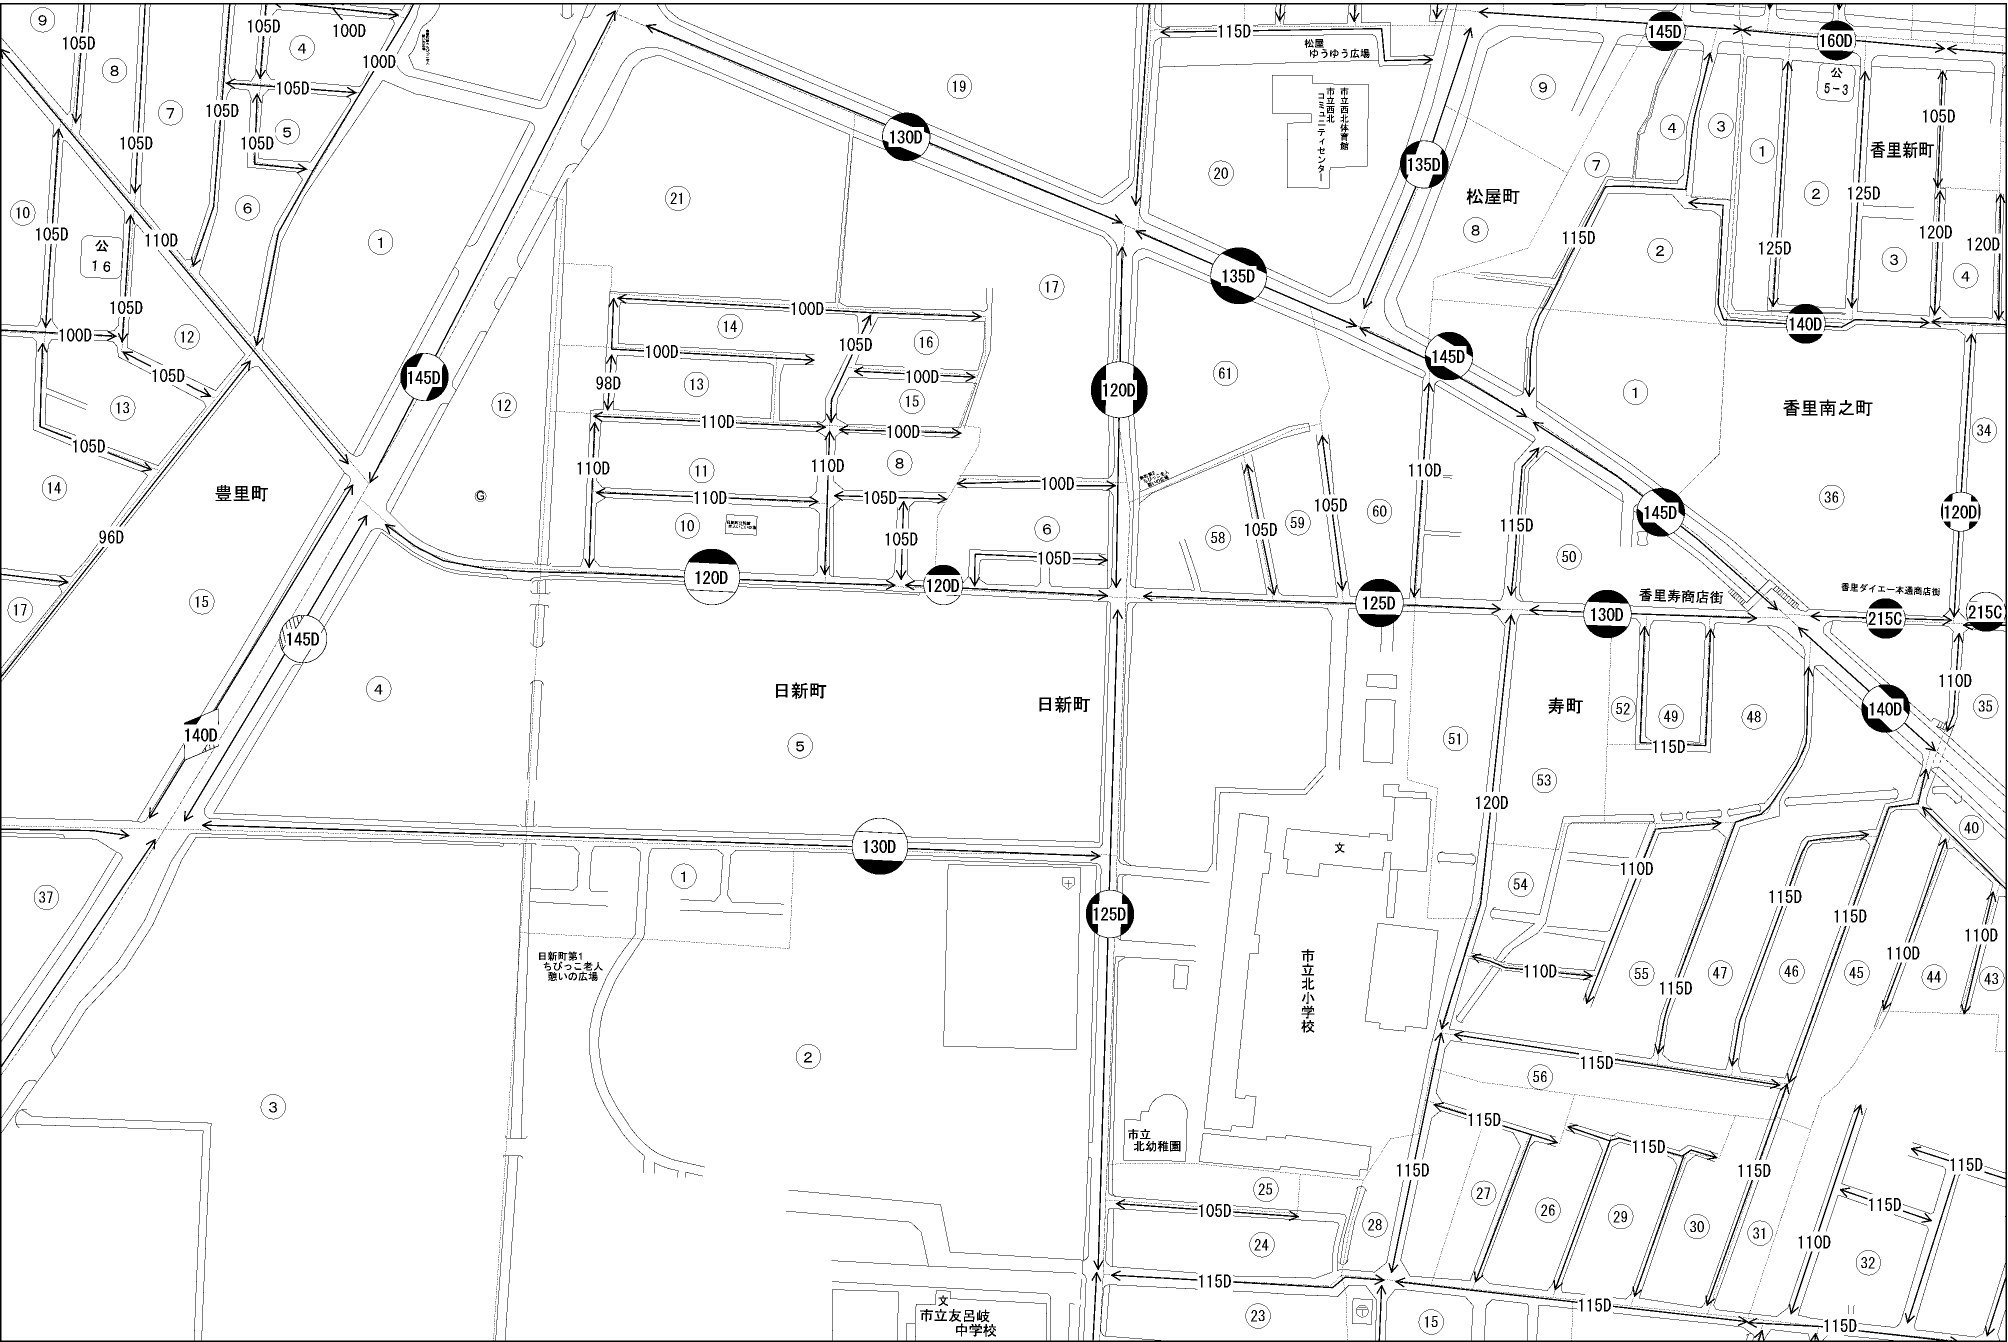 9
105D
8
105D
4
100D
100D
105D
105D
105D
7
105D
5
105D
6
10
105D
110D
公
16
105D
1
100D
12
105D
13
105D
14
豊里町
96D
17
15
145D
145D
140D
37
4
3
19
130D
21
17
12
G
100D
14
100D
105D
16
100D
98D
13
15
110D
100D
110D
11
110D
8
110D
105D
100D
10
105D
6
105D
120D
120D
120D
日新町
日新町
5
130D
1
日新町第1
ちびっこ老人
憩いの広場
2
125D
市立友呂岐
中学校
文
115D
松屋
ゆうゆう広場
市立西北体育館
市立西北
コミュニティセンター
20
135D
135D
145D
160D
公
5-3
9
4
3
1
7
松屋町
8
115D
2
125D
2
125D
香里新町
105D
120D
120D
3
4
140D
145D
61
1
香里南之町
34
110D
60
58
105D
59
105D
115D
50
145D
36
120D
125D
香里寿商店街
130D
香里ダイエー本通商店街
215C
215C
110D
35
140D
寿町
52
49
48
115D
51
53
120D
40
文
54
110D
110D
55
115D
47
115D
46
115D
45
110D
44
110D
43
市立北小学校
115D
56
市立
北幼稚園
115D
115D
115D
115D
25
105D
24
28
27
26
29
30
31
110D
115D
115D
32
115D
23
15
115D
115D